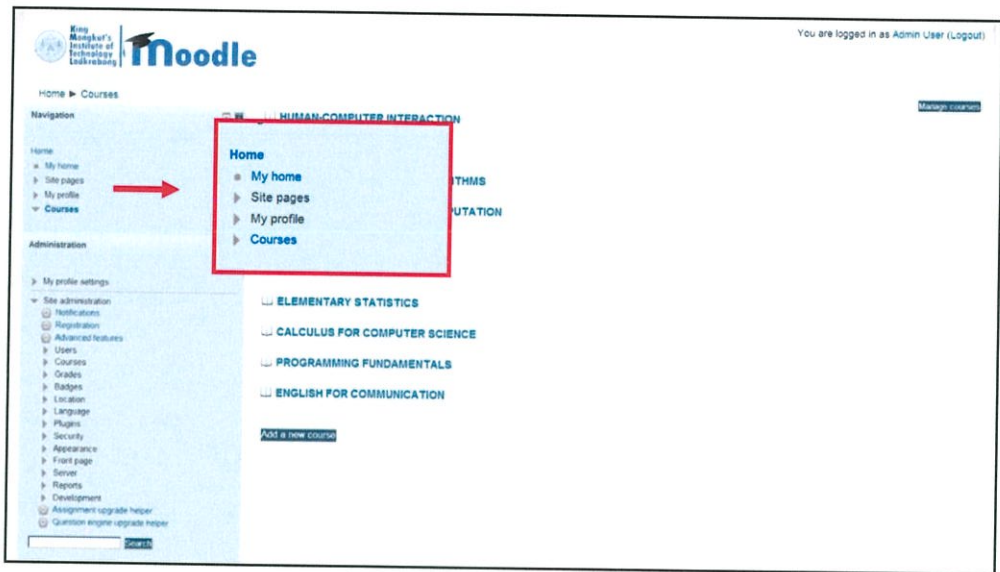 King
Mongkut's
Institute of
Technology
Ladkrabang
moodle
You are logged in as Admin User (Logout)
Home ► Courses
Manage courses
Navigation
Home
My home
Site pages
My profile
Courses
Administration
My profile settings
Site administration
Notifications
Registration
Advanced features
Users
Courses
Grades
Badges
Location
Language
Plugins
Security
Appearance
Front page
Server
Reports
Development
Assignment upgrade helper
Question engine upgrade helper
Search
Home
My home
Site pages
My profile
Courses
HUMAN-COMPUTER INTERACTION
ITHMS
PUTATION
ELEMENTARY STATISTICS
CALCULUS FOR COMPUTER SCIENCE
PROGRAMMING FUNDAMENTALS
ENGLISH FOR COMMUNICATION
Add a new course